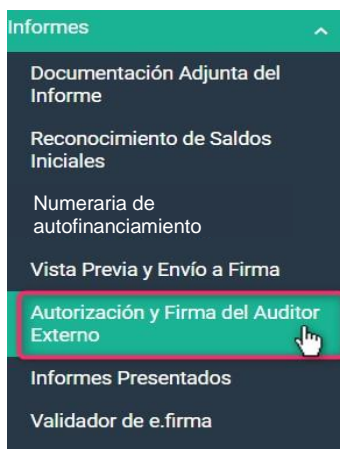 Informes
Documentación Adjunta del
Informe
Reconocimiento de Saldos
Iniciales
Numeraria de
autofinanciamiento
Vista Previa y Envío a Firma
Autorización y Firma del Auditor
Externo
Informes Presentados
Validador de e.firma